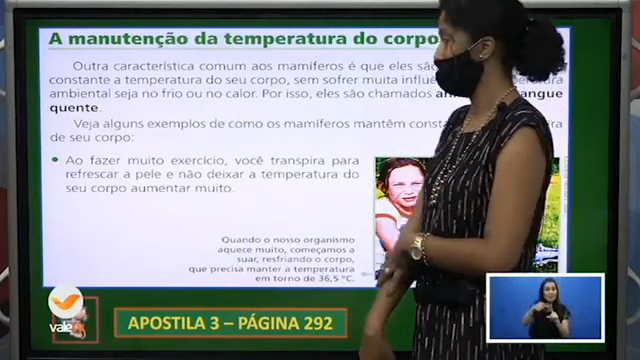 A manutenção da temperatura do corpo
Outra característica comum aos mamíferos é que eles
constante a temperatura do seu corpo, sem sofrer muita
ambiental seja no frio ou no calor. Por isso, eles são chamados
quente.
Veja alguns exemplos de como os mamíferos mantêm
de seu corpo:
• Ao fazer muito exercício, você transpira para
refrescar a pele e não deixar a temperatura do
seu corpo aumentar muito.
Quando o nosso organismo
aquece muito, começamos a
suar, resfriando o corpo,
que precisa manter a temperatura
em torno de 36,5 °C.
vale
APOSTILA 3 – PÁGINA 292